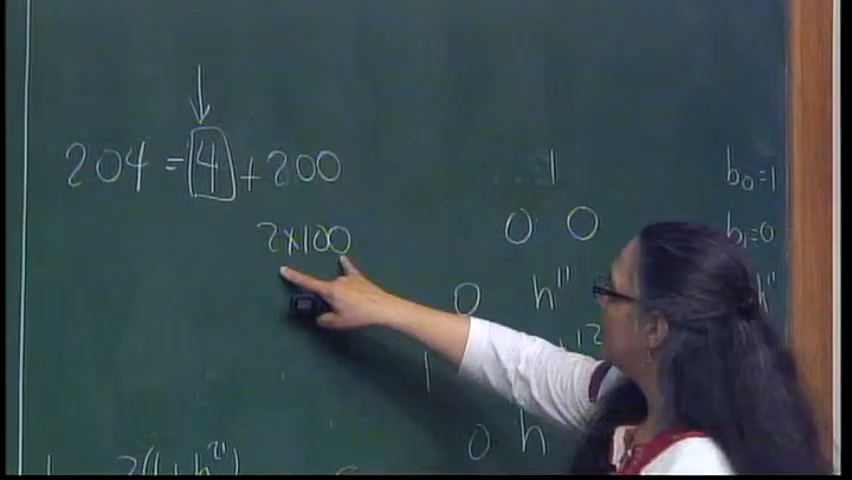 204 = 4 + 200
2x100
1
0 0
0 h"
1
0 h
b0=1
b1=0